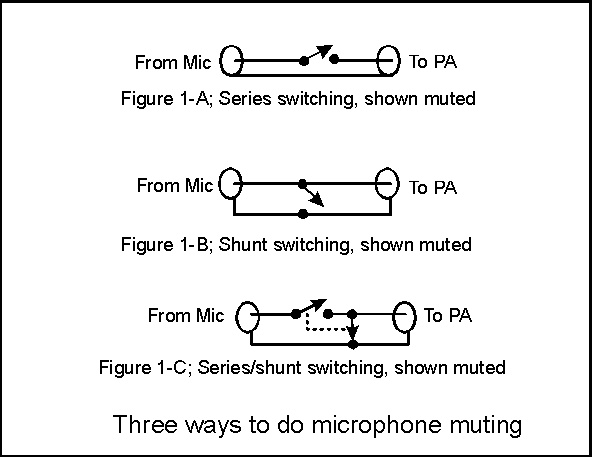 From Mic To PA
Figure 1-A; Series switching, shown muted
From Mic To PA
Figure 1-B; Shunt switching, shown muted
From Mic To PA
Figure 1-C; Series/shunt switching, shown muted
Three ways to do microphone muting